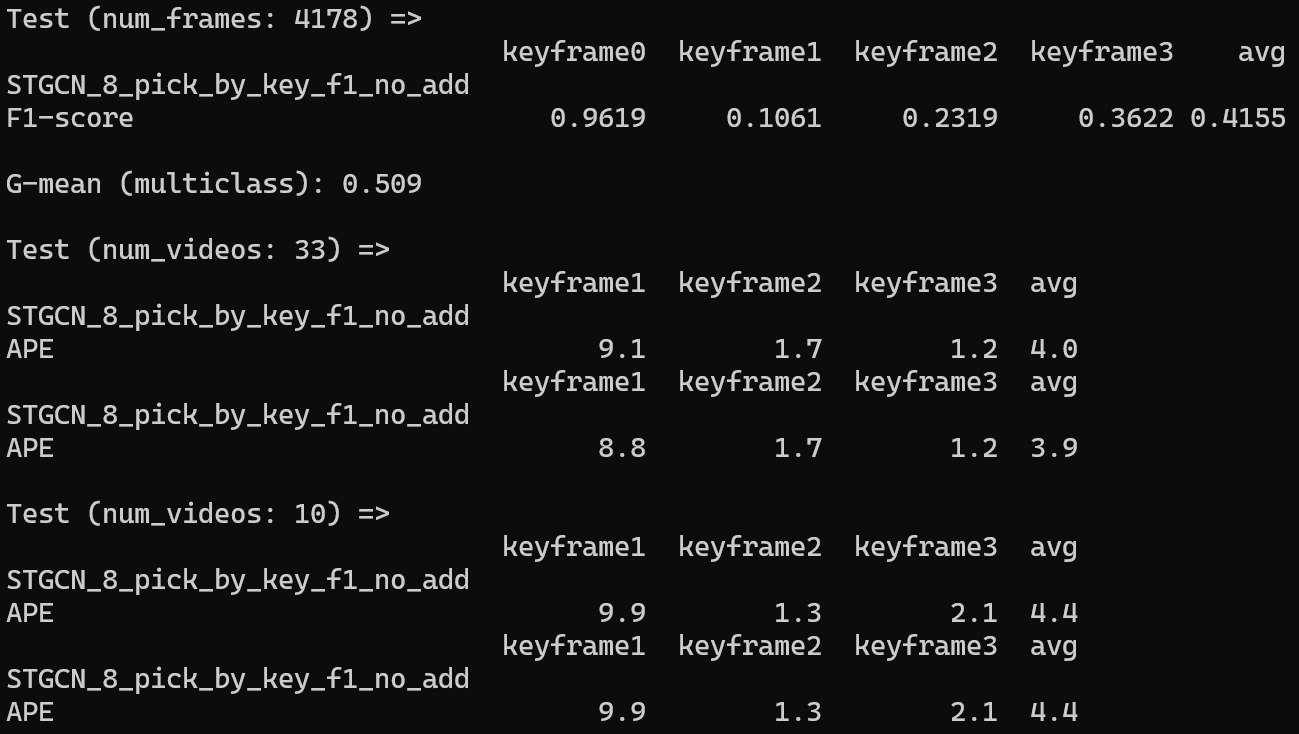 Test (num_frames: 4178) =>
keyframe0 keyframe1 keyframe2 keyframe3 avg
STGCN_8_pick_by_key_f1_no_add
F1-score 0.9619 0.1061 0.2319 0.3622 0.4155
G-mean (multiclass): 0.509
Test (num_videos: 33) =>
keyframe1 keyframe2 keyframe3 avg
STGCN_8_pick_by_key_f1_no_add
APE 9.1 1.7 1.2 4.0
keyframe1 keyframe2 keyframe3 avg
STGCN_8_pick_by_key_f1_no_add
APE 8.8 1.7 1.2 3.9
Test (num_videos: 10) =>
keyframe1 keyframe2 keyframe3 avg
STGCN_8_pick_by_key_f1_no_add
APE 9.9 1.3 2.1 4.4
keyframe1 keyframe2 keyframe3 avg
STGCN_8_pick_by_key_f1_no_add
APE 9.9 1.3 2.1 4.4